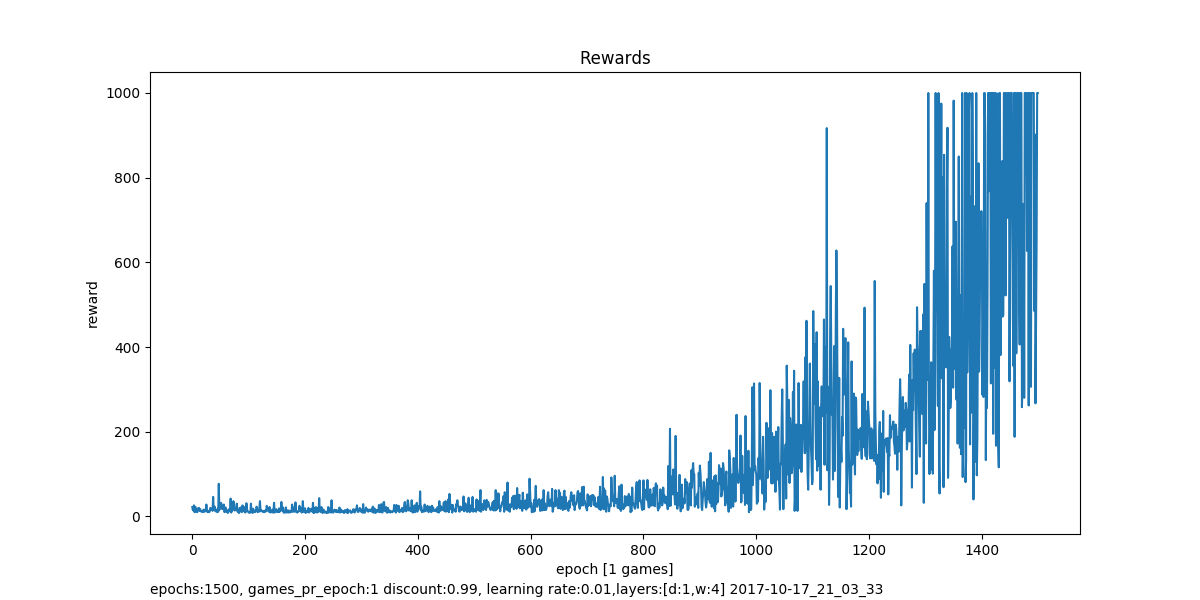 Rewards
1000
800
600
400
200
0
reward
0 200 400 600 800 1000 1200 1400
epoch [1 games]
epochs:1500, games_pr_epoch:1 discount:0.99, learning rate:0.01,layers:[d:1,w:4] 2017-10-17_21_03_33